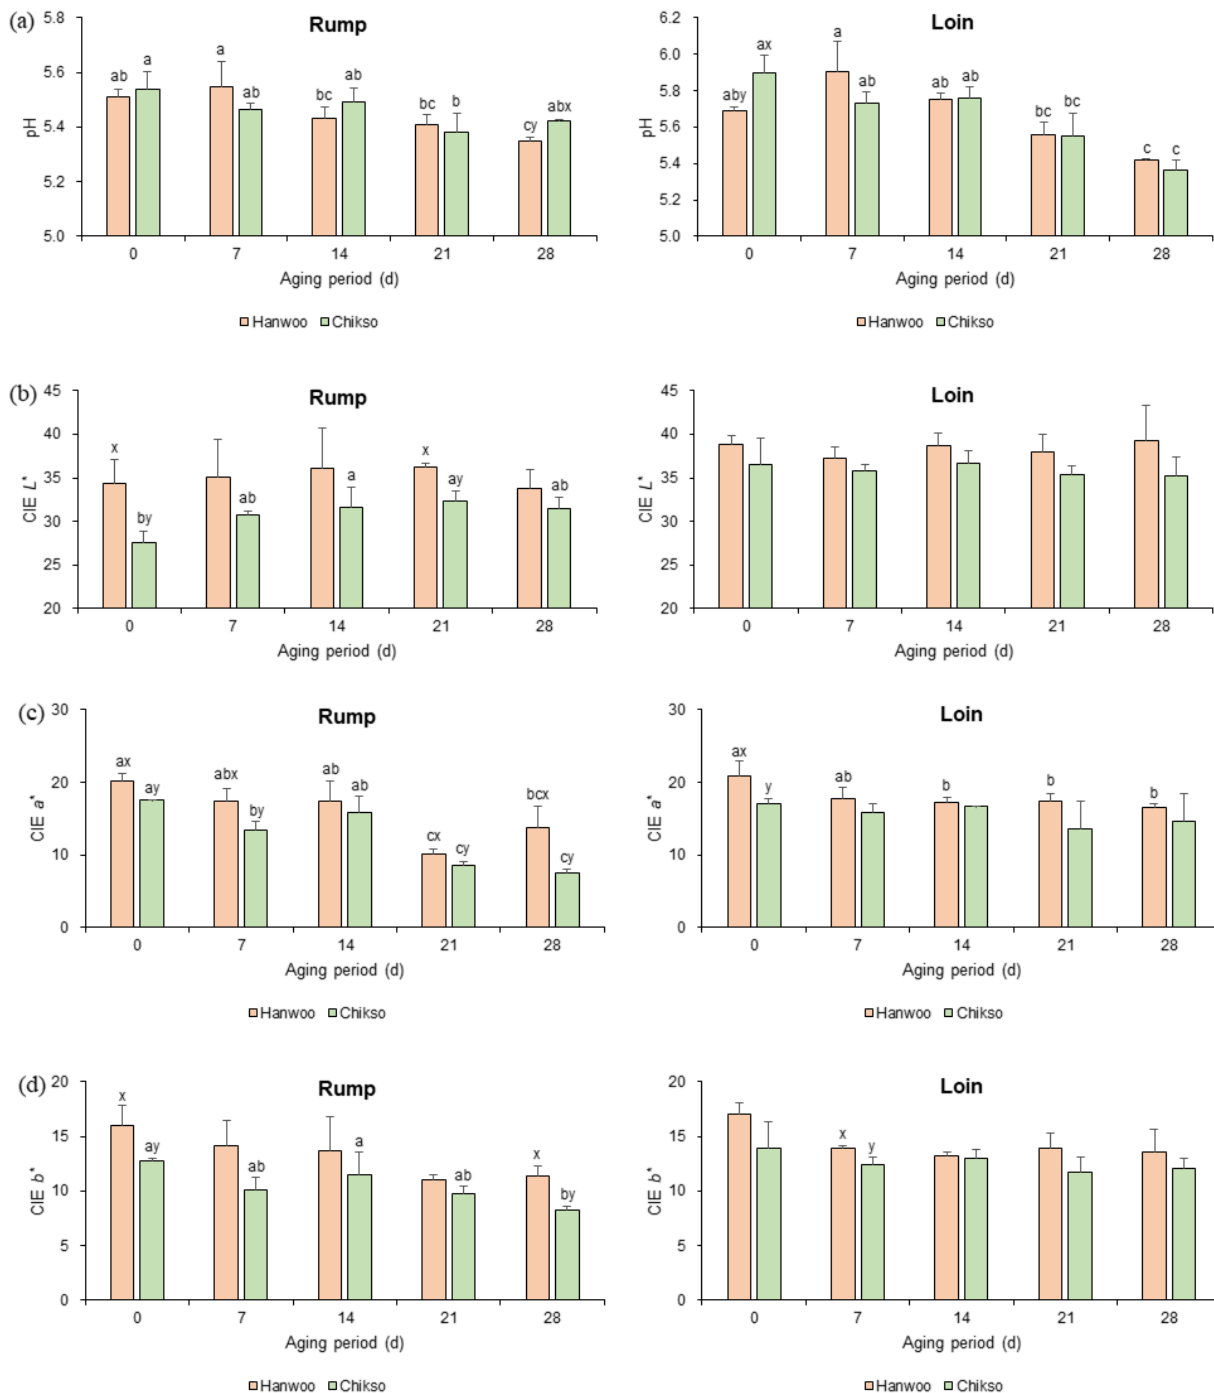 (a)
Rump
5.8
5.6
5.4
5.2
5.0
pH
ab a a ab bc ab bc b cy abx
0 7 14 21 28
Aging period (d)
Hanwoo Chikso
Loin
6.2
6.0
5.8
5.6
5.4
5.2
5.0
pH
aby ax a ab ab ab bc bc c c
0 7 14 21 28
Aging period (d)
Hanwoo Chikso
(b)
Rump
45
40
35
30
25
20
CIE L*
x by ab a x ay ab
0 7 14 21 28
Aging period (d)
Loin
45
40
35
30
25
20
CIE L*
0 7 14 21 28
Aging period (d)
(c)
Rump
30
20
10
0
CIE a*
ax ay abx by ab ab cx cy bcx cy
0 7 14 21 28
Aging period (d)
Hanwoo Chikso
Loin
30
20
10
0
CIE a*
ax y ab b b b
0 7 14 21 28
Aging period (d)
Hanwoo Chikso
(d)
Rump
20
15
10
5
0
CIE b*
x ay ab a ab x by
0 7 14 21 28
Aging period (d)
Hanwoo Chikso
Loin
20
15
10
5
0
CIE b*
x y
0 7 14 21 28
Aging period (d)
Hanwoo Chikso